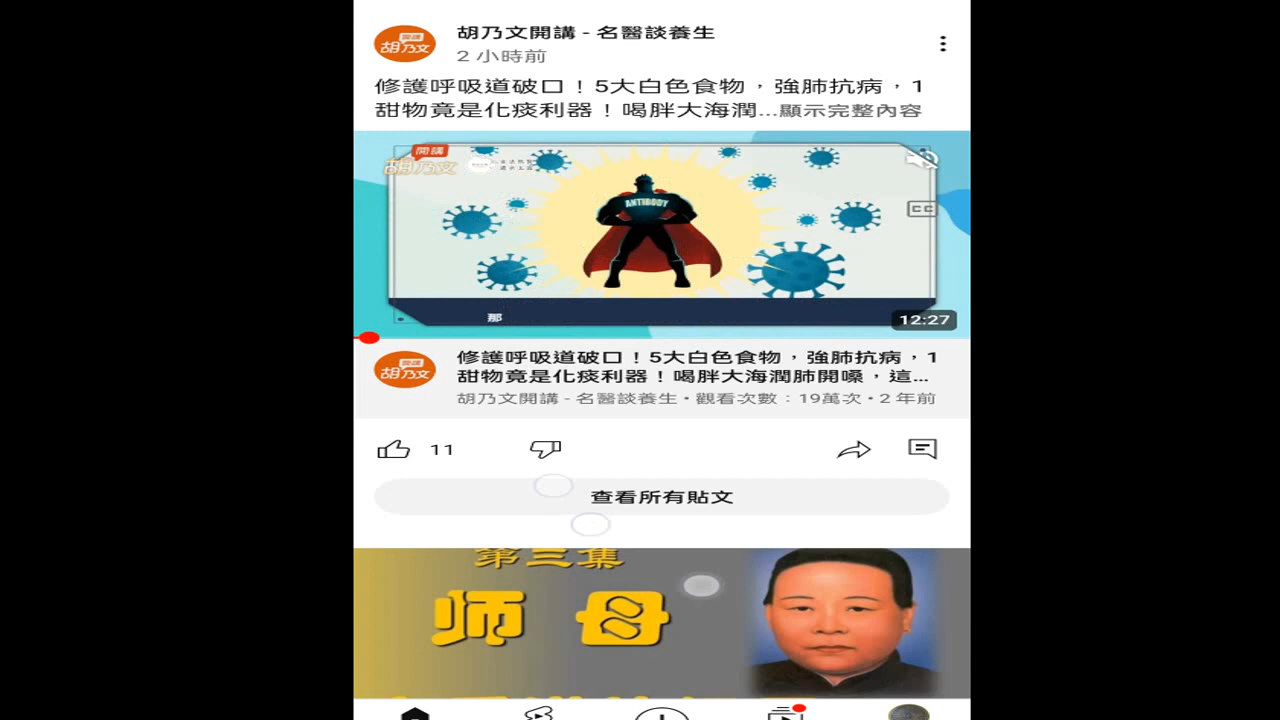 開講
胡乃文
胡乃文開講 - 名醫談養生
2 小時前
修護呼吸道破口！5大白色食物，強肺抗病，1
甜物竟是化痰利器！喝胖大海潤...顯示完整內容
開講
胡乃文
ANTIBODY
CC
那
12:27
開講
胡乃文
修護呼吸道破口！5大白色食物，強肺抗病，1
甜物竟是化痰利器！喝胖大海潤肺開嗓，這...
胡乃文開講 - 名醫談養生・觀看次數：19萬次・2 年前
11
查看所有貼文
第三集
师母